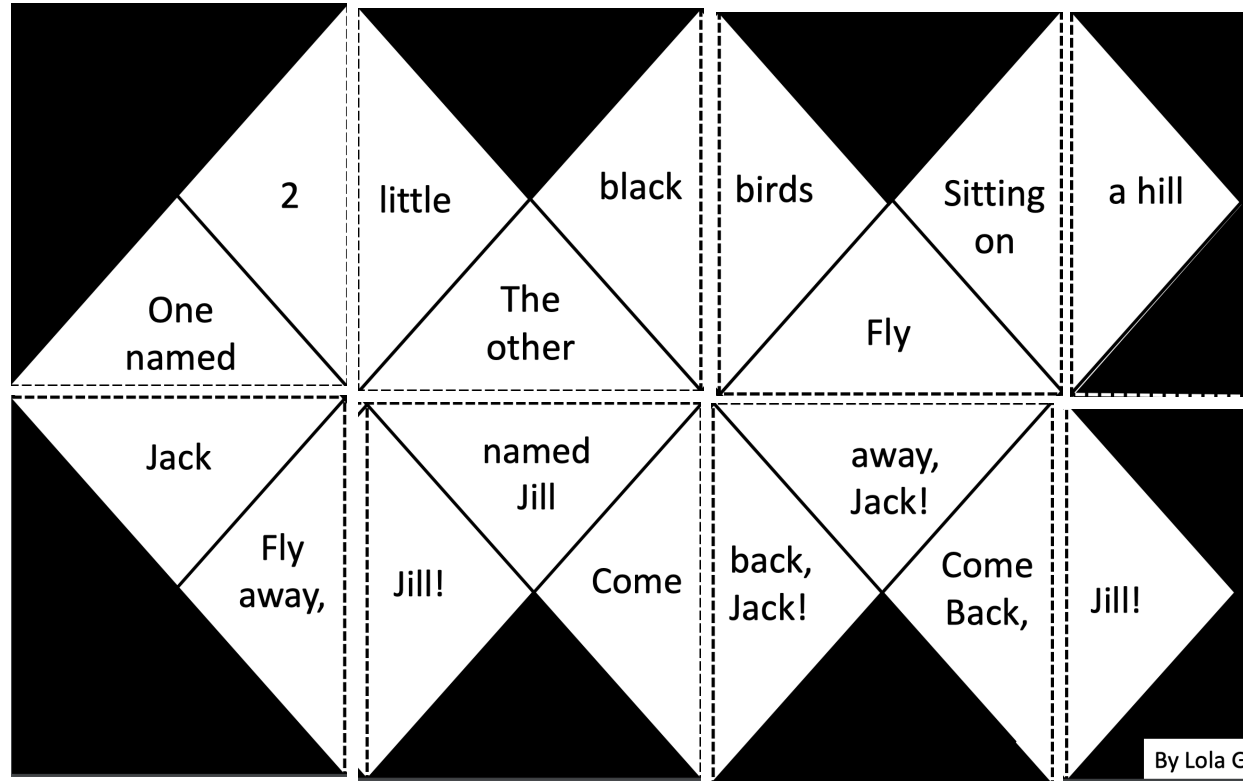 2
little
black
birds
Sitting
on
a hill
One
named
Jack
The
other
named
Jill
Fly
away,
Jack!
Fly
away,
Jill!
Come
back,
Jack!
Come
Back,
Jill!
By Lola G